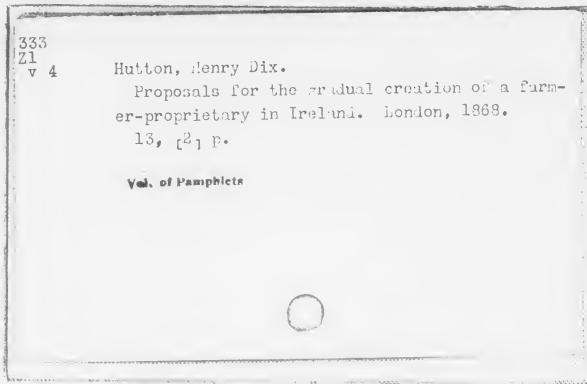 333
Z1
v 4
Hutton, Henry Dix.
Proposals for the gradual creation of a farm-
er-proprietary in Ireland. London, 1868.
13, [2] p.
Vol. of Pamphlets